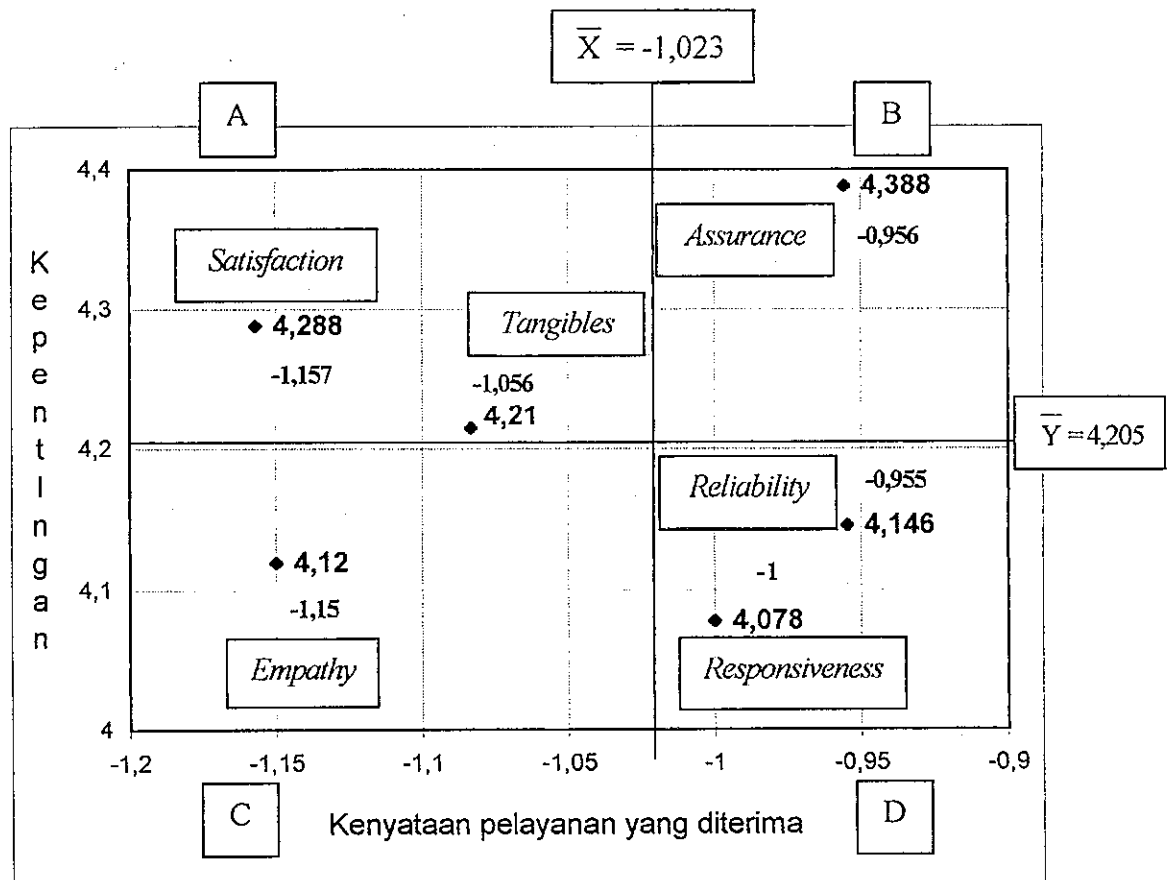 X̅ = -1,023
A
B
4,4
4,388
Assurance
-0,956
Satisfaction
4,3
Tangibles
4,288
-1,157
-1,056
4,21
Kepentingan
4,2
Y̅ =4,205
Reliability
-0,955
4,146
4,12
-1
4,1
-1,15
4,078
Empathy
Responsiveness
4
-1,2
-1,15
-1,1
-1,05
-1
-0,95
-0,9
C
Kenyataan pelayanan yang diterima
D